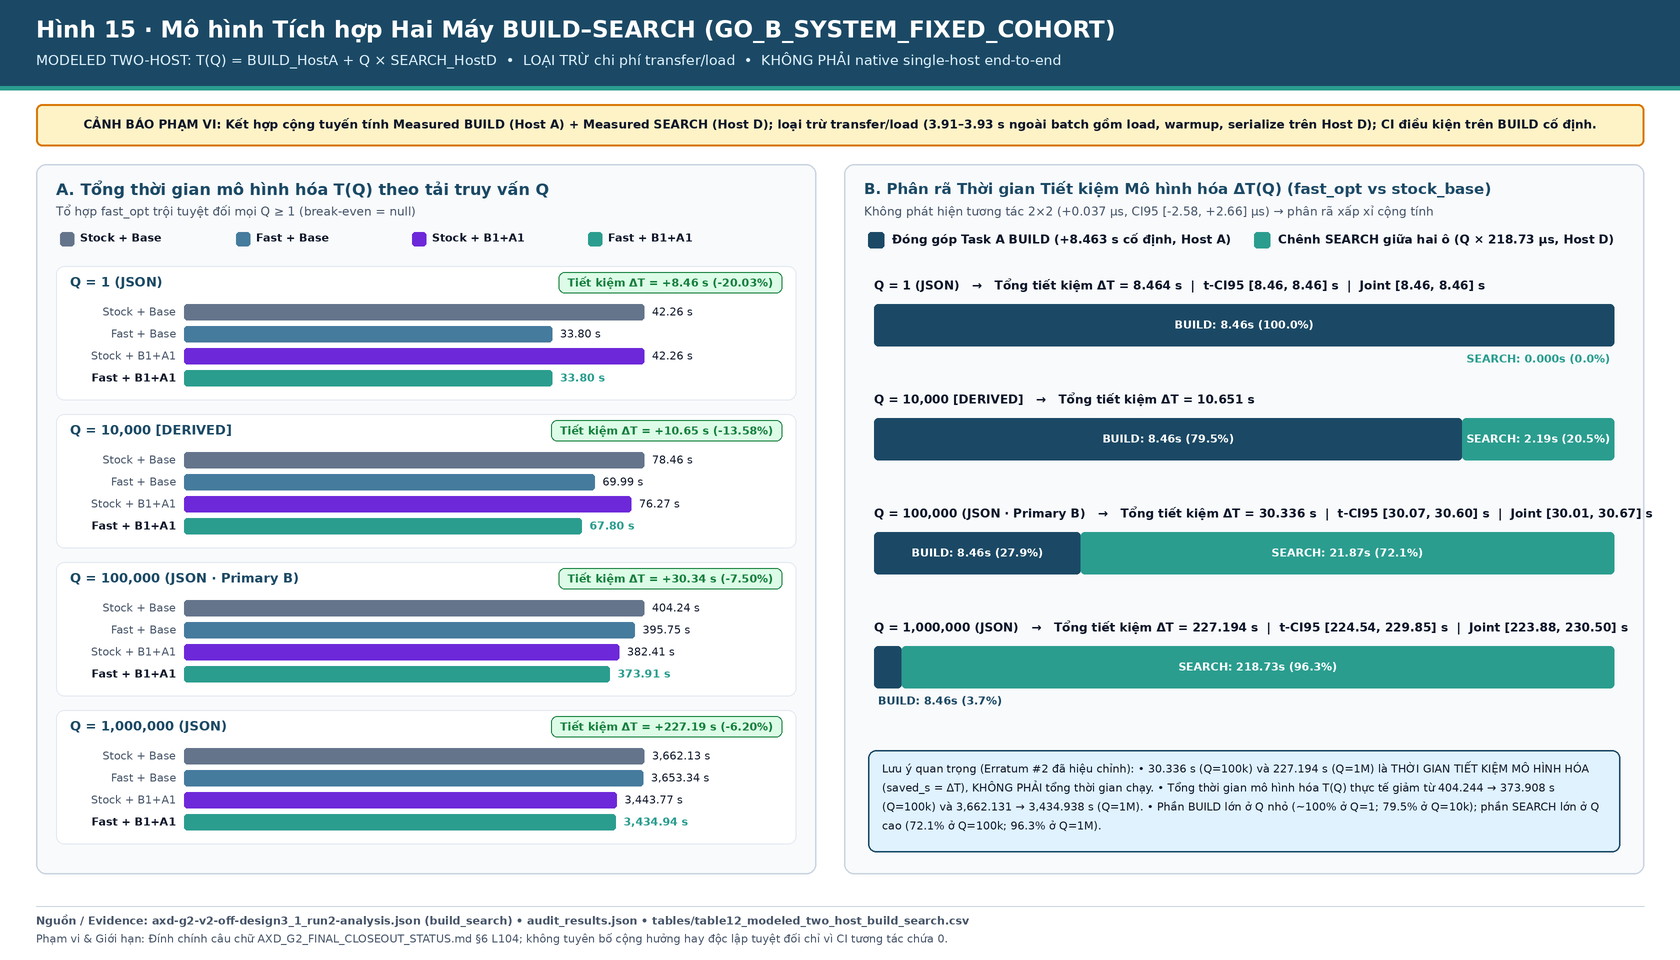 Hình 15 · Mô hình Tích hợp Hai Máy BUILD–SEARCH (GO_B_SYSTEM_FIXED_COHORT)
MODELED TWO-HOST: T(Q) = BUILD_HostA + Q × SEARCH_HostD • LOẠI TRỪ chi phí transfer/load • KHÔNG PHẢI native single-host end-to-end
CẢNH BÁO PHẠM VI: Kết hợp cộng tuyến tính Measured BUILD (Host A) + Measured SEARCH (Host D); loại trừ transfer/load (3.91–3.93 s ngoài batch gồm load, warmup, serialize trên Host D); CI điều kiện trên BUILD cố định.
A. Tổng thời gian mô hình hóa T(Q) theo tải truy vấn Q
Tổ hợp fast_opt trội tuyệt đối mọi Q ≥ 1 (break-even = null)
Stock + Base
Fast + Base
Stock + B1+A1
Fast + B1+A1
Q = 1 (JSON)
Tiết kiệm ΔT = +8.46 s (-20.03%)
Stock + Base 42.26 s
Fast + Base 33.80 s
Stock + B1+A1 42.26 s
Fast + B1+A1 33.80 s
Q = 10,000 [DERIVED]
Tiết kiệm ΔT = +10.65 s (-13.58%)
Stock + Base 78.46 s
Fast + Base 69.99 s
Stock + B1+A1 76.27 s
Fast + B1+A1 67.80 s
Q = 100,000 (JSON · Primary B)
Tiết kiệm ΔT = +30.34 s (-7.50%)
Stock + Base 404.24 s
Fast + Base 395.75 s
Stock + B1+A1 382.41 s
Fast + B1+A1 373.91 s
Q = 1,000,000 (JSON)
Tiết kiệm ΔT = +227.19 s (-6.20%)
Stock + Base 3,662.13 s
Fast + Base 3,653.34 s
Stock + B1+A1 3,443.77 s
Fast + B1+A1 3,434.94 s
B. Phân rã Thời gian Tiết kiệm Mô hình hóa ΔT(Q) (fast_opt vs stock_base)
Không phát hiện tương tác 2×2 (+0.037 µs, CI95 [-2.58, +2.66] µs) → phân rã xấp xỉ cộng tính
Đóng góp Task A BUILD (+8.463 s cố định, Host A)
Chênh SEARCH giữa hai ô (Q × 218.73 µs, Host D)
Q = 1 (JSON) → Tổng tiết kiệm ΔT = 8.464 s | t-CI95 [8.46, 8.46] s | Joint [8.46, 8.46] s
BUILD: 8.46s (100.0%)
SEARCH: 0.000s (0.0%)
Q = 10,000 [DERIVED] → Tổng tiết kiệm ΔT = 10.651 s
BUILD: 8.46s (79.5%)
SEARCH: 2.19s (20.5%)
Q = 100,000 (JSON · Primary B) → Tổng tiết kiệm ΔT = 30.336 s | t-CI95 [30.07, 30.60] s | Joint [30.01, 30.67] s
BUILD: 8.46s (27.9%)
SEARCH: 21.87s (72.1%)
Q = 1,000,000 (JSON) → Tổng tiết kiệm ΔT = 227.194 s | t-CI95 [224.54, 229.85] s | Joint [223.88, 230.50] s
SEARCH: 218.73s (96.3%)
BUILD: 8.46s (3.7%)
Lưu ý quan trọng (Erratum #2 đã hiệu chỉnh): • 30.336 s (Q=100k) và 227.194 s (Q=1M) là THỜI GIAN TIẾT KIỆM MÔ HÌNH HÓA
(saved_s = ΔT), KHÔNG PHẢI tổng thời gian chạy. • Tổng thời gian mô hình hóa T(Q) thực tế giảm từ 404.244 → 373.908 s
(Q=100k) và 3,662.131 → 3,434.938 s (Q=1M). • Phần BUILD lớn ở Q nhỏ (~100% ở Q=1; 79.5% ở Q=10k); phần SEARCH lớn ở Q
cao (72.1% ở Q=100k; 96.3% ở Q=1M).
Nguồn / Evidence: axd-g2-v2-off-design3_1_run2-analysis.json (build_search) • audit_results.json • tables/table12_modeled_two_host_build_search.csv
Phạm vi & Giới hạn: Đính chính câu chữ AXD_G2_FINAL_CLOSEOUT_STATUS.md §6 L104; không tuyên bố cộng hưởng hay độc lập tuyệt đối chỉ vì CI tương tác chứa 0.